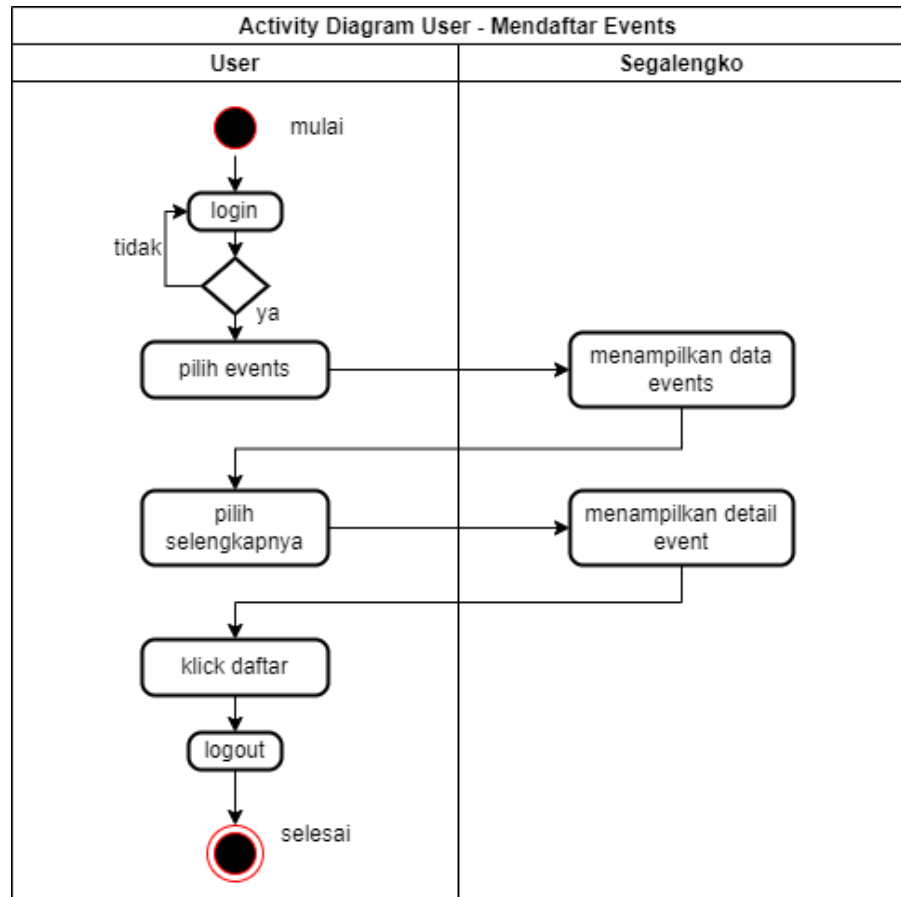 Activity Diagram User - Mendaftar Events
User
Segalengko
mulai
login
tidak
ya
pilih events
menampilkan data
events
pilih
selengkapnya
menampilkan detail
event
klick daftar
logout
selesai